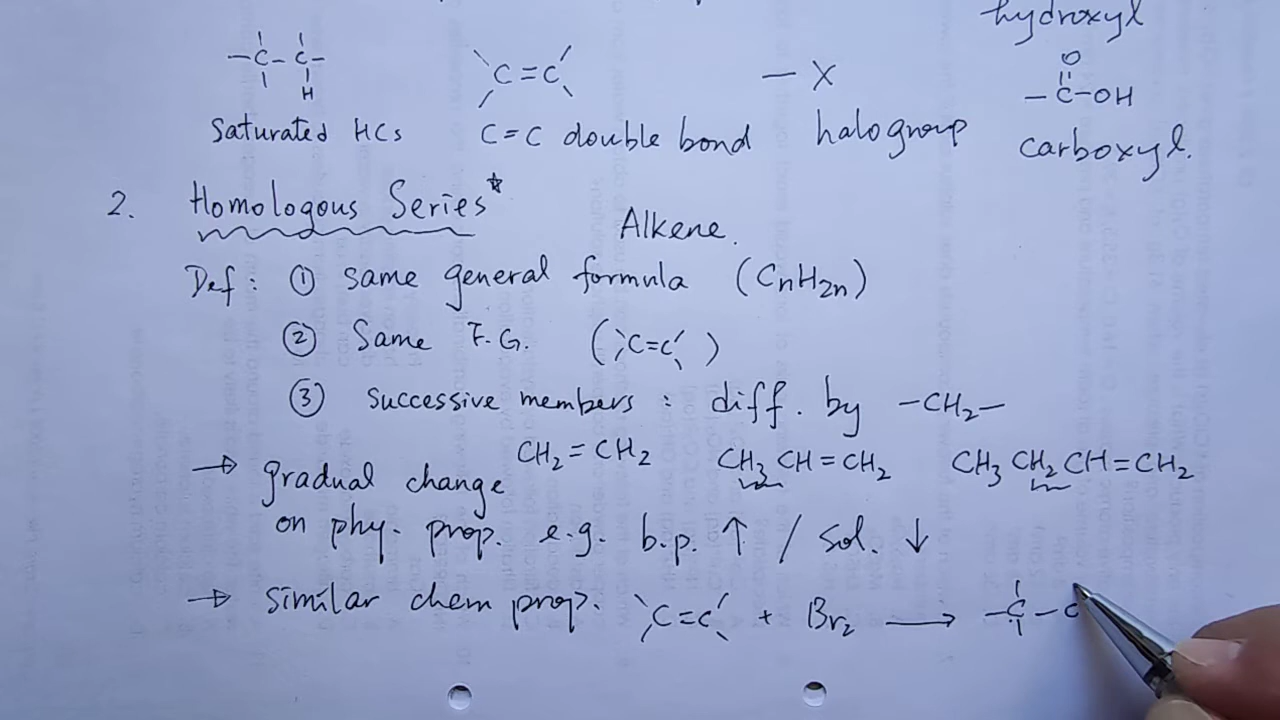 hydroxyl
-C-C-
H
C=C
-X
O
-C-OH
Saturated HCs
C=C double bond
halogroup
carboxyl.
2. Homologous Series*
Alkene.
Def: ① same general formula (CnH2n)
② Same F.G. (C=C)
③ Successive members: diff. by -CH2-
CH2=CH2 CH3CH=CH2 CH3CH2CH=CH2
→ gradual change
on phy. prop. e.g. b.p. ↑ / Sol. ↓
→ similar chem prop. C=C + Br2 → -C-C